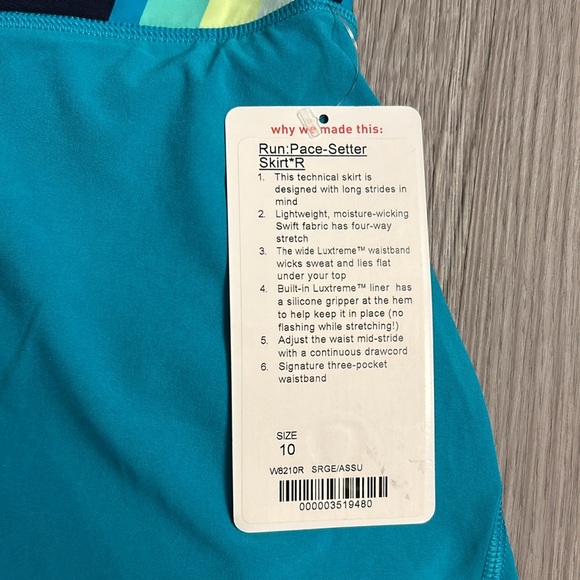 why we made this:
Run:Pace-Setter
Skirt*R
1. This technical skirt is
designed with long strides in
mind
2. Lightweight, moisture-wicking
Swift fabric has four-way
stretch
3. The wide Luxtreme™ waistband
wicks sweat and lies flat
under your top
4. Built-in Luxtreme™ liner has
a silicone gripper at the hem
to help keep it in place (no
flashing while stretching!)
5. Adjust the waist mid-stride
with a continuous drawcord
6. Signature three-pocket
waistband
SIZE
10
W8210R SRGE/ASSU
000003519480